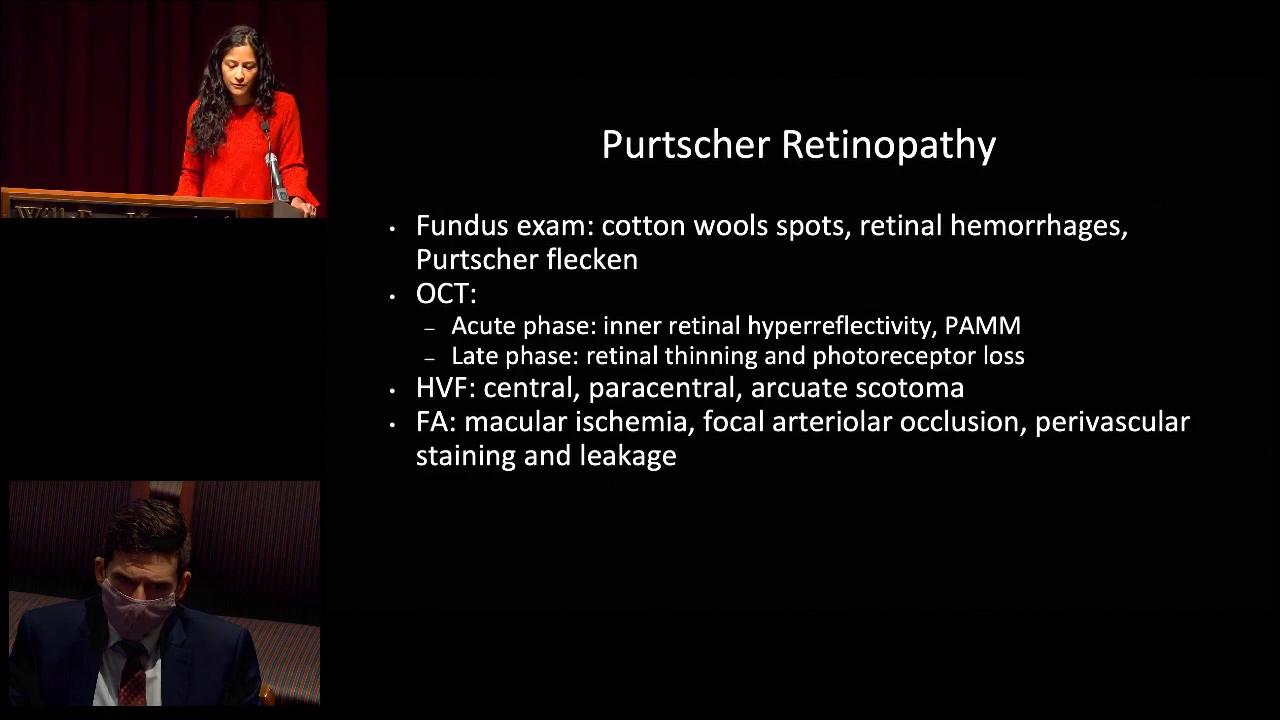 Purtscher Retinopathy
• Fundus exam: cotton wools spots, retinal hemorrhages,
Purtscher flecken
• OCT:
– Acute phase: inner retinal hyperreflectivity, PAMM
– Late phase: retinal thinning and photoreceptor loss
• HVF: central, paracentral, arcuate scotoma
• FA: macular ischemia, focal arteriolar occlusion, perivascular
staining and leakage